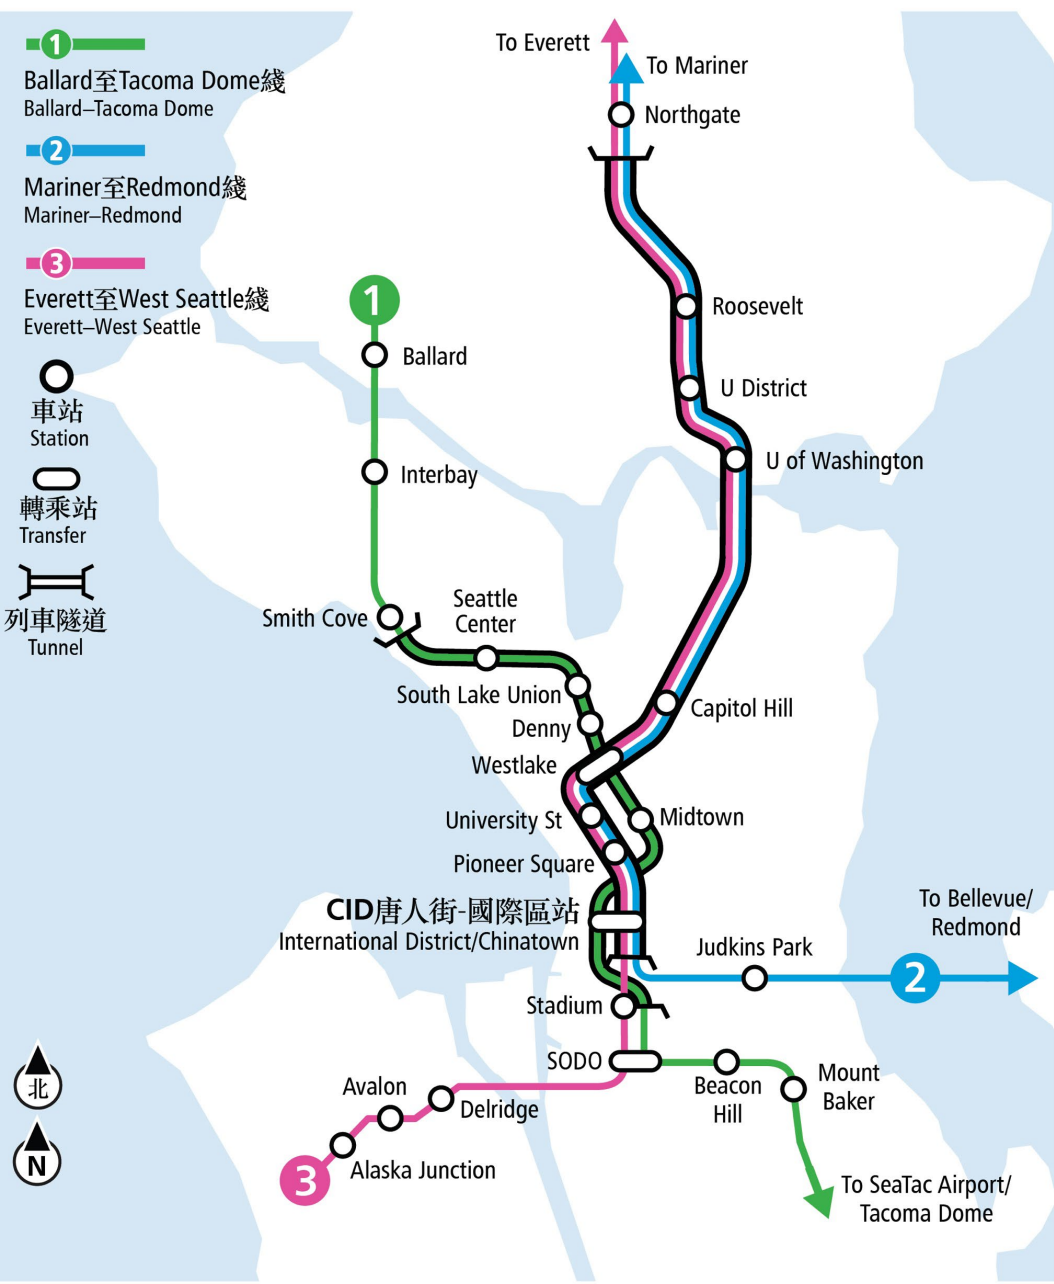 1
Ballard至Tacoma Dome綫
Ballard–Tacoma Dome
2
Mariner至Redmond綫
Mariner–Redmond
3
Everett至West Seattle綫
Everett–West Seattle
車站
Station
轉乘站
Transfer
列車隧道
Tunnel
To Everett
To Mariner
Northgate
Roosevelt
U District
U of Washington
Capitol Hill
1
Ballard
Interbay
Smith Cove
Seattle
Center
South Lake Union
Denny
Westlake
University St
Midtown
Pioneer Square
CID唐人街-國際區站
International District/Chinatown
Judkins Park
To Bellevue/
Redmond
2
Stadium
SODO
Beacon
Hill
Mount
Baker
To SeaTac Airport/
Tacoma Dome
Avalon
Delridge
Alaska Junction
3
北
N